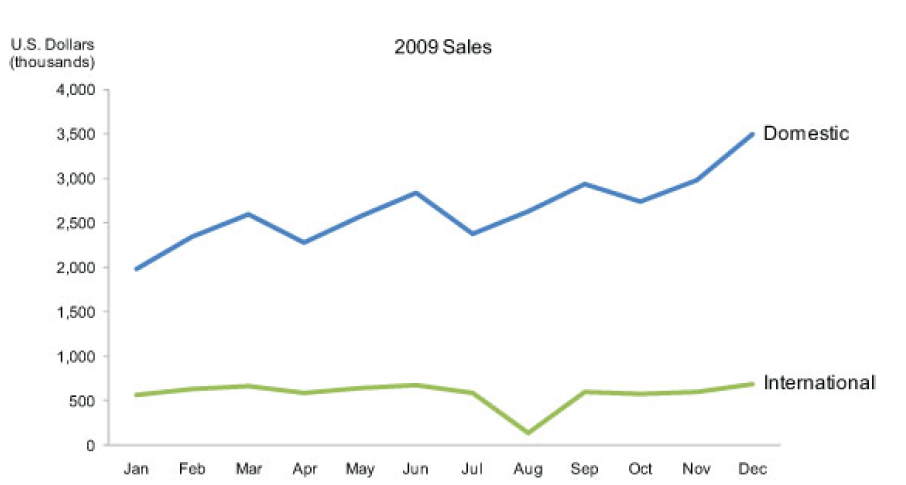 U.S. Dollars
(thousands)
2009 Sales
4,000
3,500
3,000
2,500
2,000
1,500
1,000
500
0
Domestic
International
Jan Feb Mar Apr May Jun Jul Aug Sep Oct Nov Dec